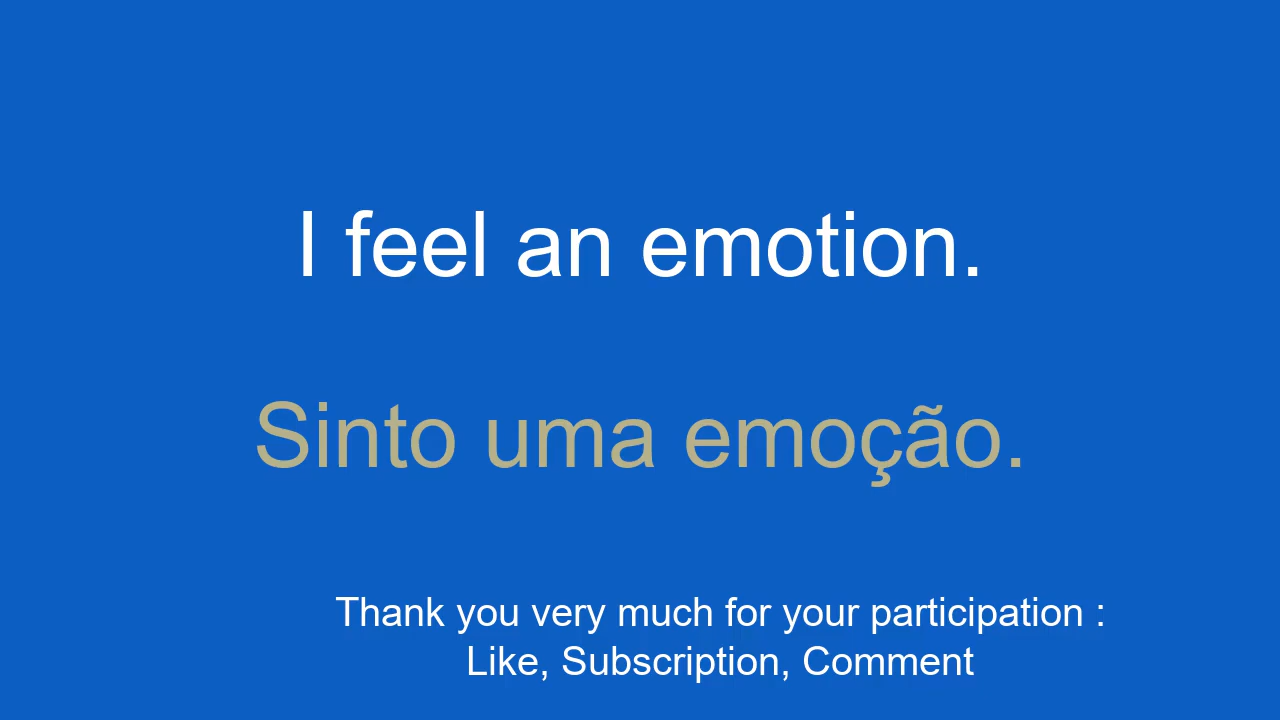 I feel an emotion.
Sinto uma emoção.
Thank you very much for your participation :
Like, Subscription, Comment